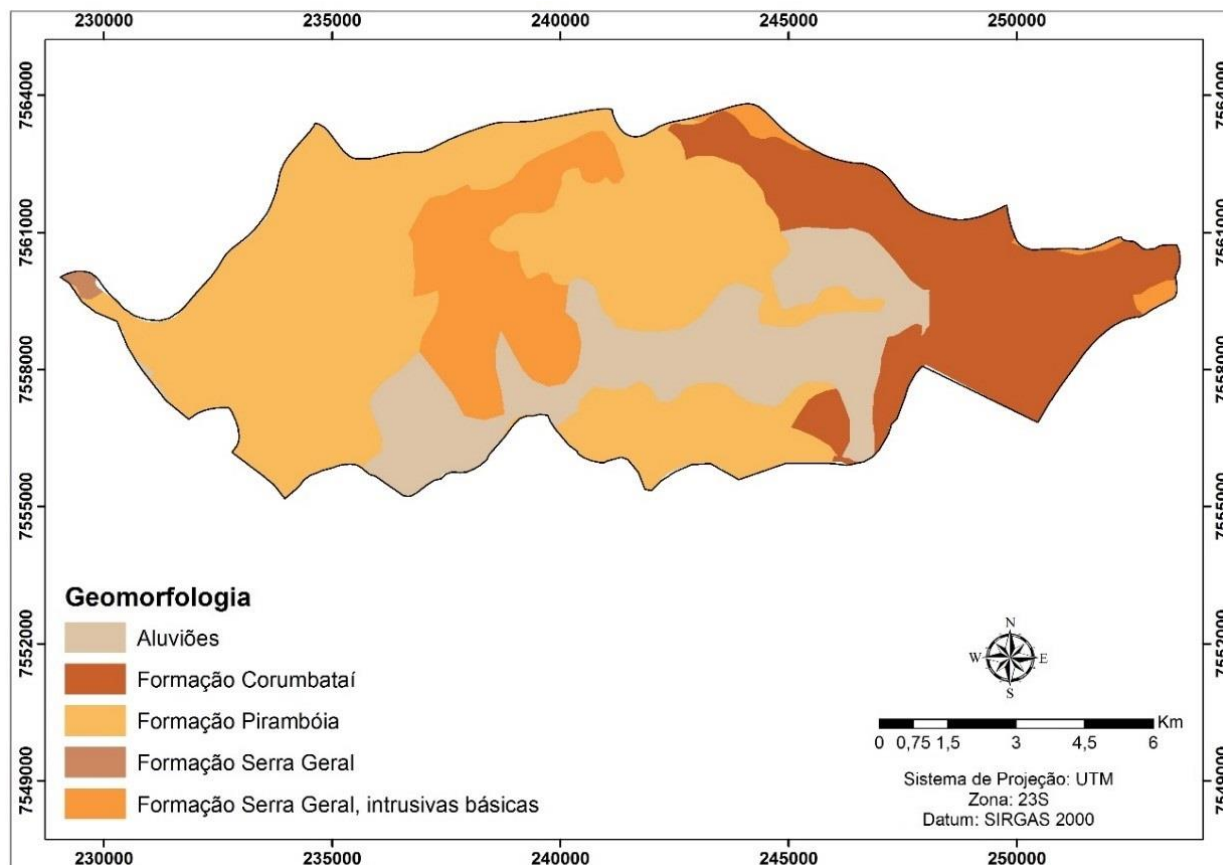 230000 235000 240000 245000 250000
7564000 7564000
7561000 7561000
7558000 7558000
7555000 7555000
Geomorfologia
Aluviões
7552000 7552000
Formação Corumbataí
Formação Pirambóia
Formação Serra Geral
Formação Serra Geral, intrusivas básicas
7549000 7549000
N
W E
S
Km
0 0,75 1,5 3 4,5 6
Sistema de Projeção: UTM
Zona: 23S
Datum: SIRGAS 2000
230000 235000 240000 245000 250000